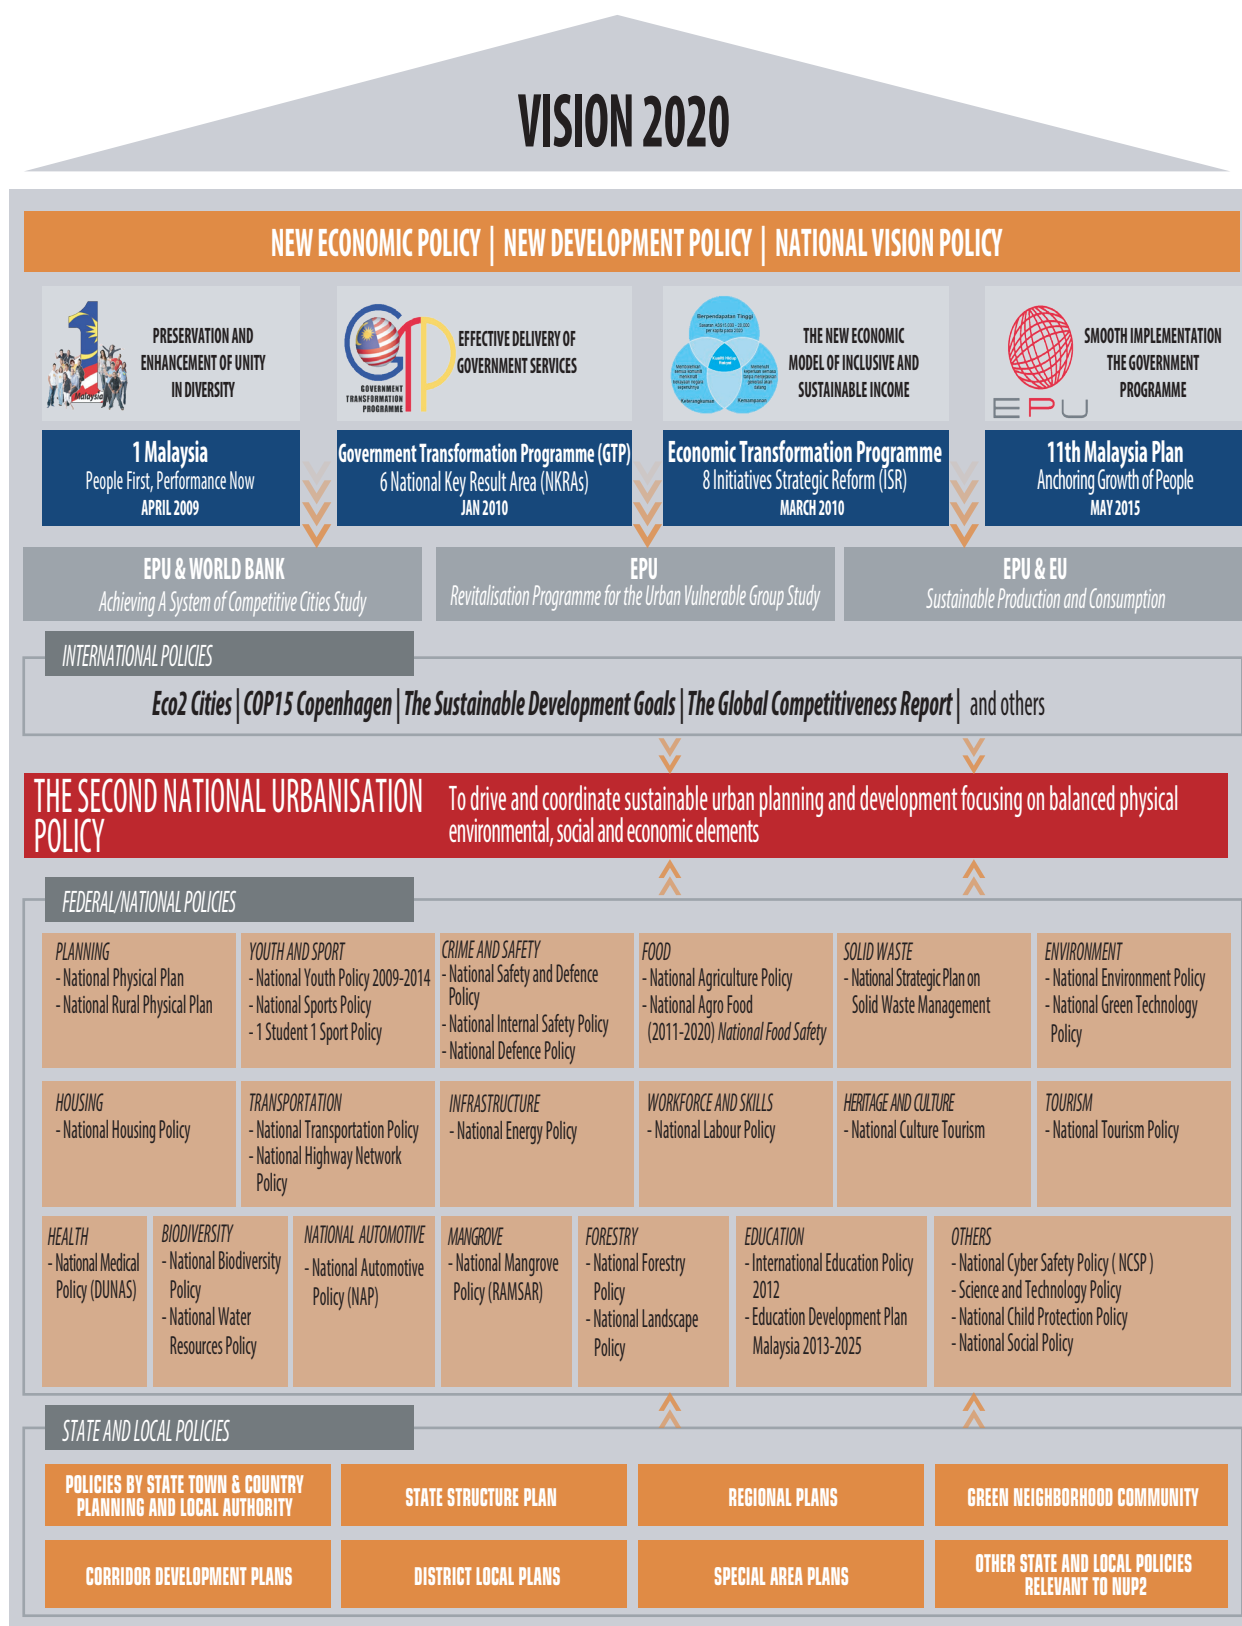 VISION 2020
NEW ECONOMIC POLICY | NEW DEVELOPMENT POLICY | NATIONAL VISION POLICY
1
Malaysia
PRESERVATION AND
ENHANCEMENT OF UNITY
IN DIVERSITY
GTP
GOVERNMENT
TRANSFORMATION
PROGRAMME
EFFECTIVE DELIVERY OF
GOVERNMENT SERVICES
Berpendapatan Tinggi
per kapita pada 2020
Keterangkuman
Kemampanan
THE NEW ECONOMIC
MODEL OF INCLUSIVE AND
SUSTAINABLE INCOME
EPU
SMOOTH IMPLEMENTATION
THE GOVERNMENT
PROGRAMME
1 Malaysia
People First, Performance Now
APRIL 2009
Government Transformation Programme (GTP)
6 National Key Result Area (NKRAs)
JAN 2010
Economic Transformation Programme
8 Initiatives Strategic Reform (ISR)
MARCH 2010
11th Malaysia Plan
Anchoring Growth of People
MAY 2015
EPU & WORLD BANK
Achieving A System of Competitive Cities Study
EPU
Revitalisation Programme for the Urban Vulnerable Group Study
EPU & EU
Sustainable Production and Consumption
INTERNATIONAL POLICIES
Eco2 Cities | COP15 Copenhagen | The Sustainable Development Goals | The Global Competitiveness Report | and others
THE SECOND NATIONAL URBANISATION
POLICY
To drive and coordinate sustainable urban planning and development focusing on balanced physical
environmental, social and economic elements
FEDERAL/NATIONAL POLICIES
PLANNING
- National Physical Plan
- National Rural Physical Plan
YOUTH AND SPORT
- National Youth Policy 2009-2014
- National Sports Policy
- 1 Student 1 Sport Policy
CRIME AND SAFETY
- National Safety and Defence
Policy
- National Internal Safety Policy
- National Defence Policy
FOOD
- National Agriculture Policy
- National Agro Food
(2011-2020) National Food Safety
SOLID WASTE
- National Strategic Plan on
Solid Waste Management
ENVIRONMENT
- National Environment Policy
- National Green Technology
Policy
HOUSING
- National Housing Policy
TRANSPORTATION
- National Transportation Policy
- National Highway Network
Policy
INFRASTRUCTURE
- National Energy Policy
WORKFORCE AND SKILLS
- National Labour Policy
HERITAGE AND CULTURE
- National Culture Tourism
TOURISM
- National Tourism Policy
HEALTH
- National Medical
Policy (DUNAS)
BIODIVERSITY
- National Biodiversity
Policy
- National Water
Resources Policy
NATIONAL AUTOMOTIVE
- National Automotive
Policy (NAP)
MANGROVE
- National Mangrove
Policy (RAMSAR)
FORESTRY
- National Forestry
Policy
- National Landscape
Policy
EDUCATION
- International Education Policy
2012
- Education Development Plan
Malaysia 2013-2025
OTHERS
- National Cyber Safety Policy ( NCSP )
- Science and Technology Policy
- National Child Protection Policy
- National Social Policy
STATE AND LOCAL POLICIES
POLICIES BY STATE TOWN & COUNTRY
PLANNING AND LOCAL AUTHORITY
STATE STRUCTURE PLAN
REGIONAL PLANS
GREEN NEIGHBORHOOD COMMUNITY
CORRIDOR DEVELOPMENT PLANS
DISTRICT LOCAL PLANS
SPECIAL AREA PLANS
OTHER STATE AND LOCAL POLICIES
RELEVANT TO NUP2